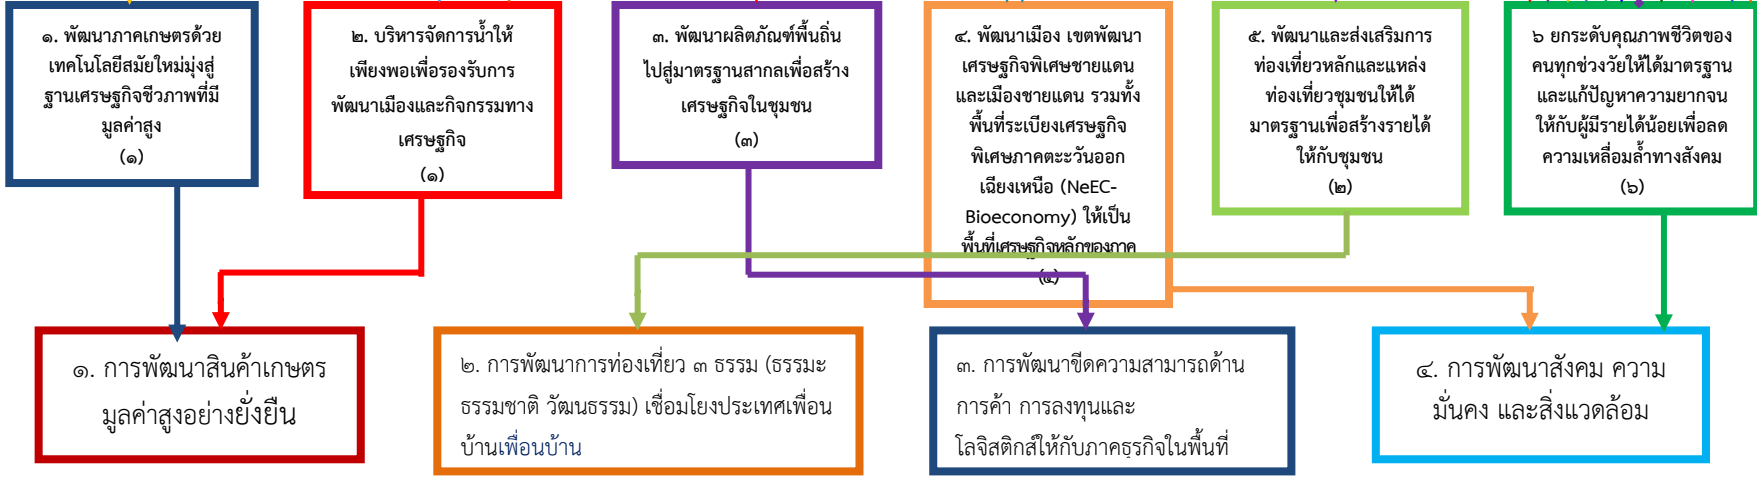 ๑. พัฒนาภาคเกษตรด้วย
เทคโนโลยีสมัยใหม่มุ่งสู่
ฐานเศรษฐกิจชีวภาพที่มี
มูลค่าสูง
(๑)
๒. บริหารจัดการน้ำให้
เพียงพอเพื่อรองรับการ
พัฒนาเมืองและกิจกรรมทาง
เศรษฐกิจ
(๑)
๓. พัฒนาผลิตภัณฑ์พื้นถิ่น
ไปสู่มาตรฐานสากลเพื่อสร้าง
เศรษฐกิจในชุมชน
(๓)
๔. พัฒนาเมือง เขตพัฒนา
เศรษฐกิจพิเศษชายแดน
และเมืองชายแดน รวมทั้ง
พื้นที่ระเบียงเศรษฐกิจ
พิเศษภาคตะะวันออก
เฉียงเหนือ (NeEC-
Bioeconomy) ให้เป็น
พื้นที่เศรษฐกิจหลักของภาค
๕. พัฒนาและส่งเสริมการ
ท่องเที่ยวหลักและแหล่ง
ท่องเที่ยวชุมชนให้ได้
มาตรฐานเพื่อสร้างรายได้
ให้กับชุมชน
(๒)
๖ ยกระดับคุณภาพชีวิตของ
คนทุกช่วงวัยให้ได้มาตรฐาน
และแก้ปัญหาความยากจน
ให้กับผู้มีรายได้น้อยเพื่อลด
ความเหลื่อมล้ำทางสังคม
(๖)
๑. การพัฒนาสินค้าเกษตร
มูลค่าสูงอย่างยั่งยืน
๒. การพัฒนาการท่องเที่ยว ๓ ธรรม (ธรรมะ
ธรรมชาติ วัฒนธรรม) เชื่อมโยงประเทศเพื่อน
บ้านเพื่อนบ้าน
๓. การพัฒนาขีดความสามารถด้าน
การค้า การลงทุนและ
โลจิสติกส์ให้กับภาคธุรกิจในพื้นที่
๔. การพัฒนาสังคม ความ
มั่นคง และสิ่งแวดล้อม